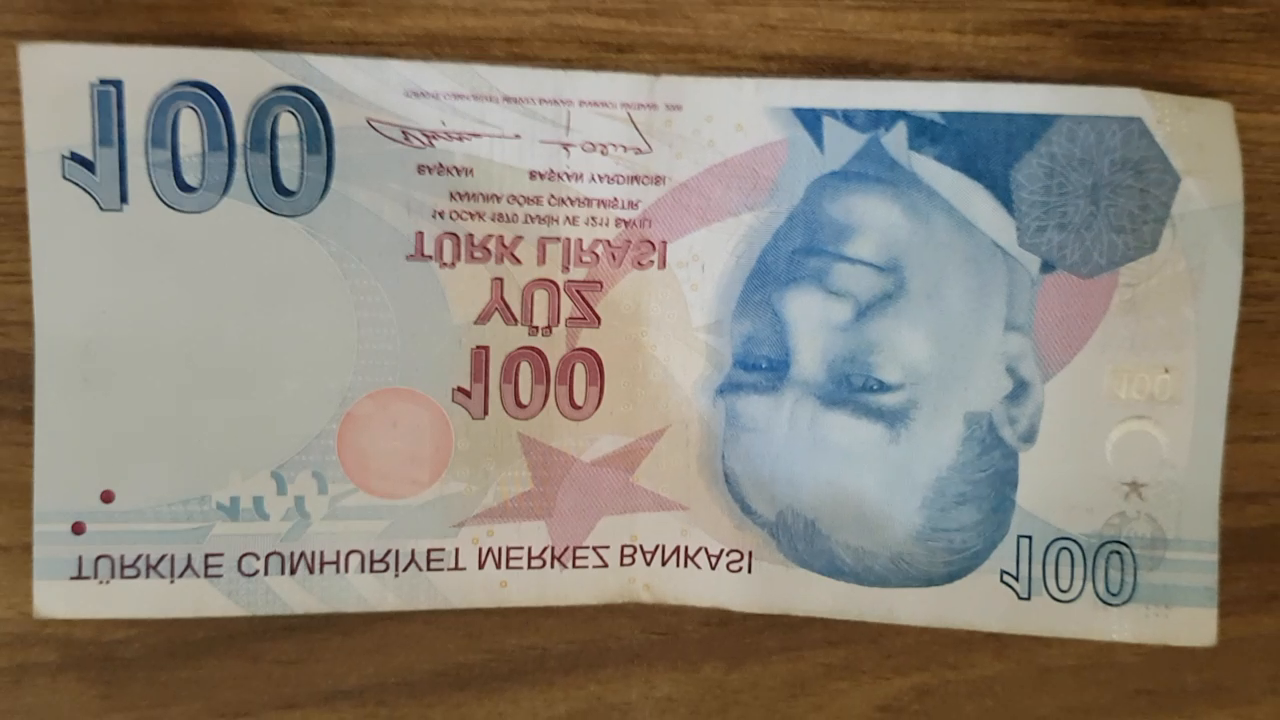 TÜRKİYE CUMHURİYET MERKEZ BANKASI
100
100
YÜZ
TÜRK LİRASI
14 OCAK 1970 TARİH VE 1211 SAYILI
KANUNA GÖRE ÇIKARILMIŞTIR.
BAŞKAN BAŞKAN YARDIMCISI
100
100